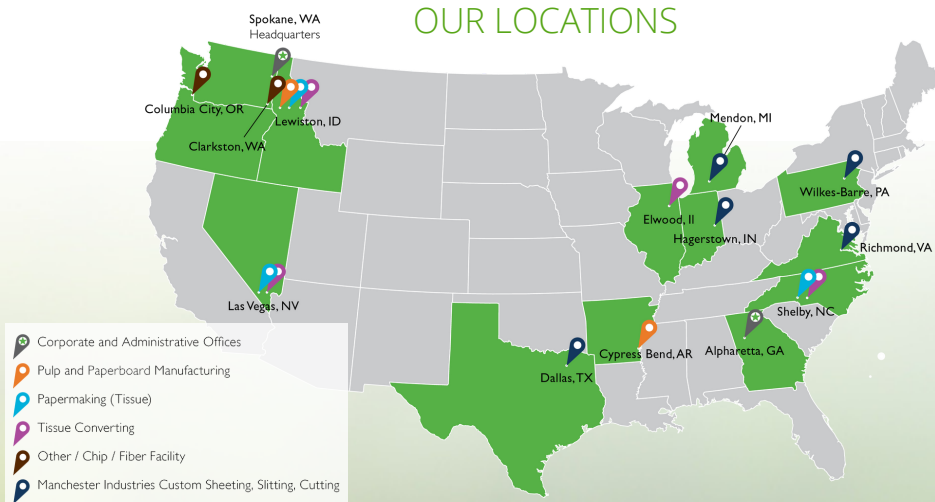 OUR LOCATIONS
Spokane, WA
Headquarters
Columbia City, OR
Lewiston, ID
Clarkston, WA
Mendon, MI
Wilkes-Barre, PA
Elwood, Il
Hagerstown, IN
Richmond, VA
Las Vegas, NV
Shelby, NC
Cypress Bend, AR
Alpharetta, GA
Dallas, TX
Corporate and Administrative Offices
Pulp and Paperboard Manufacturing
Papermaking (Tissue)
Tissue Converting
Other / Chip / Fiber Facility
Manchester Industries Custom Sheeting, Slitting, Cutting